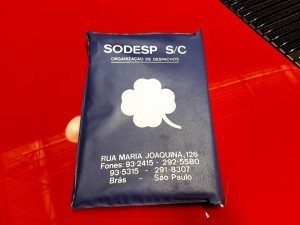 SODESP S/C
ORGANIZAÇÃO DE DESPACHOS
RUA MARIA JOAQUINA, 126
Fones: 93-2415 - 292-5580
93-5315 - 291-8307
Brás - São Paulo